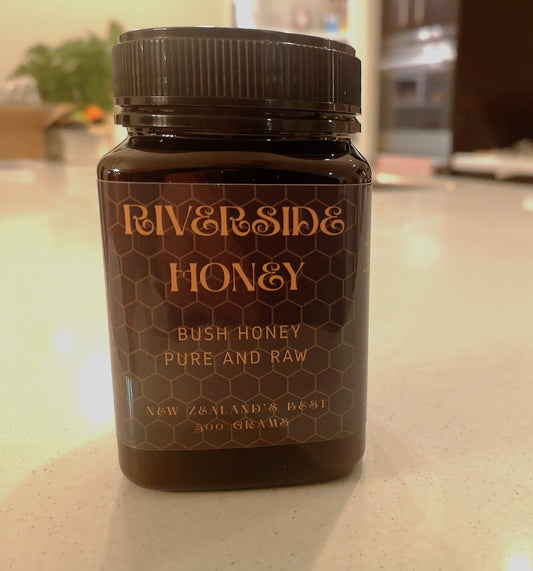 RIVERSIDE
HONEY
BUSH HONEY
PURE AND RAW
NEW ZEALAND'S BEST
500 GRAMS